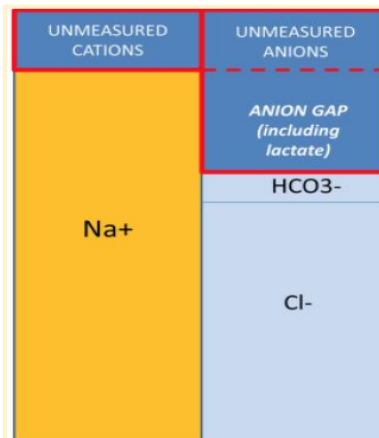 UNMEASURED
CATIONS
UNMEASURED
ANIONS
ANION GAP
(including
lactate)
HCO3-
Na+
Cl-